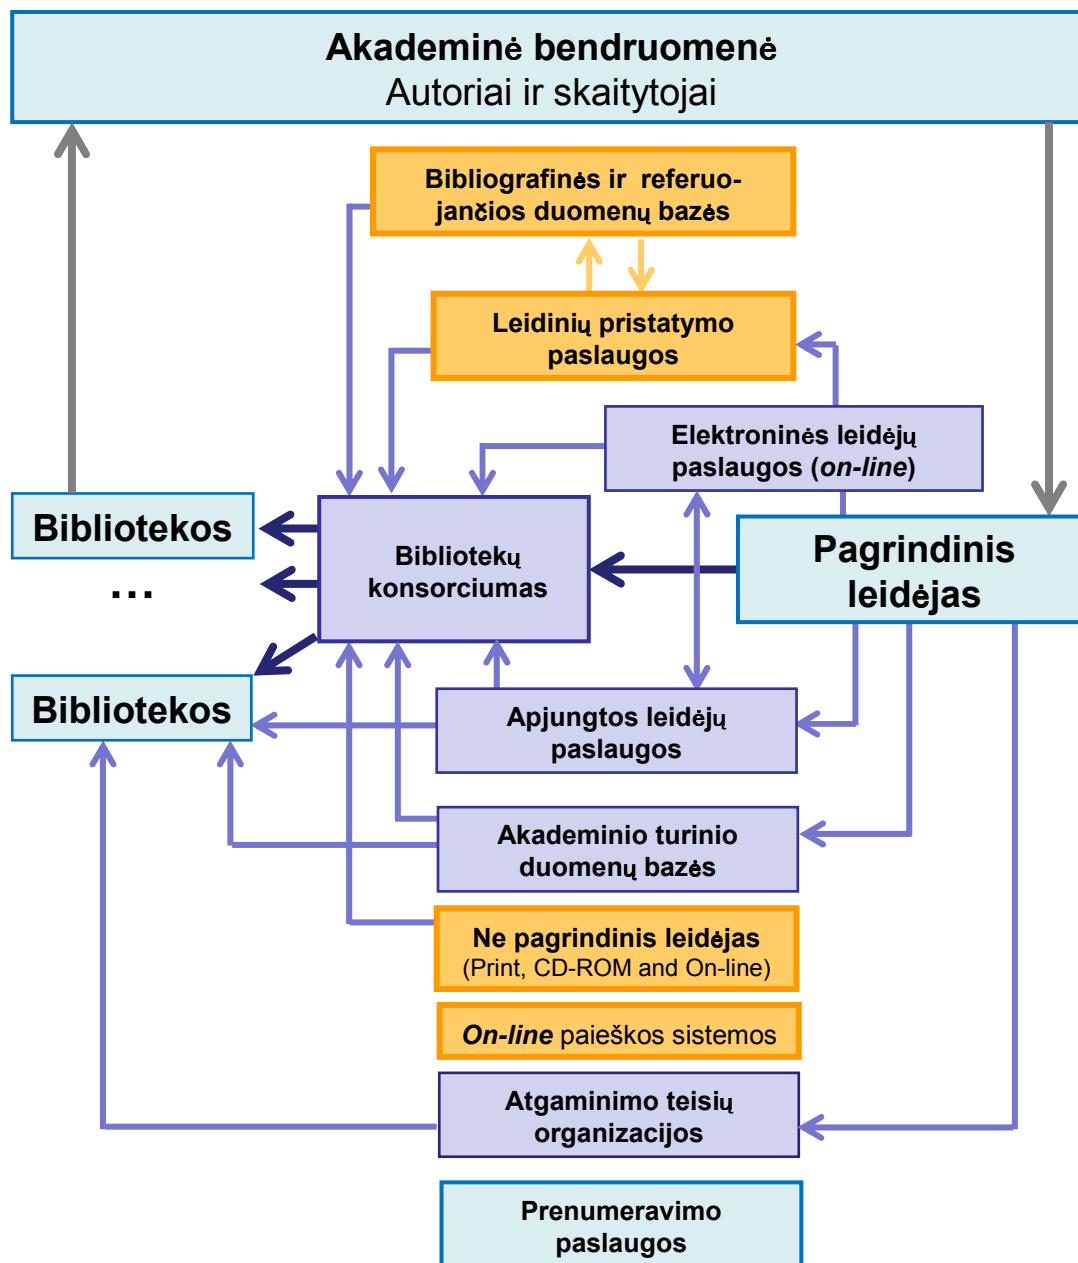 Akademinė bendruomenė
Autoriai ir skaitytojai
Bibliografinės ir referuo-
jančios duomenų bazės
Leidinių pristatymo
paslaugos
Elektroninės leidėjų
paslaugos (on-line)
Bibliotekos
...
Bibliotekų
konsorciumas
Pagrindinis
leidėjas
Bibliotekos
Apjungtos leidėjų
paslaugos
Akademinio turinio
duomenų bazės
Ne pagrindinis leidėjas
(Print, CD-ROM and On-line)
On-line paieškos sistemos
Atgaminimo teisių
organizacijos
Prenumeravimo
paslaugos